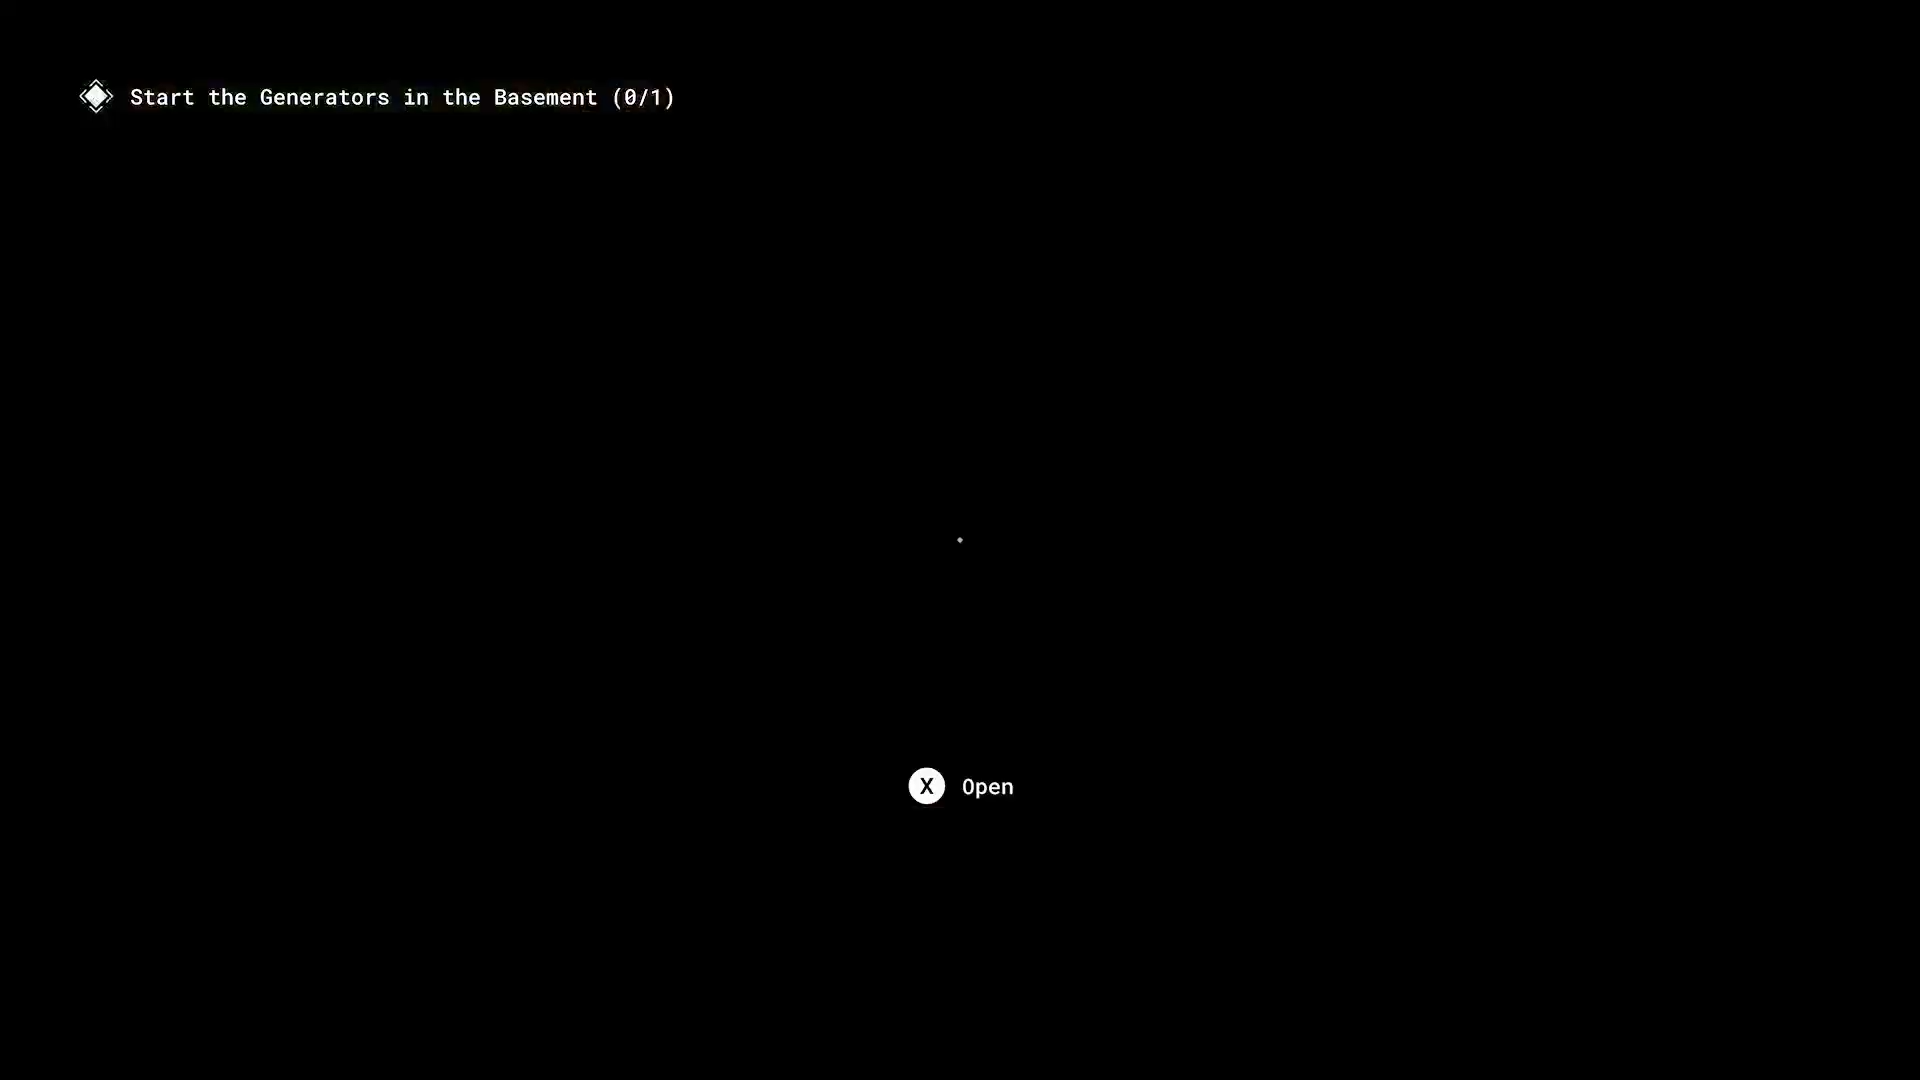 Start the Generators in the Basement (0/1)
X Open